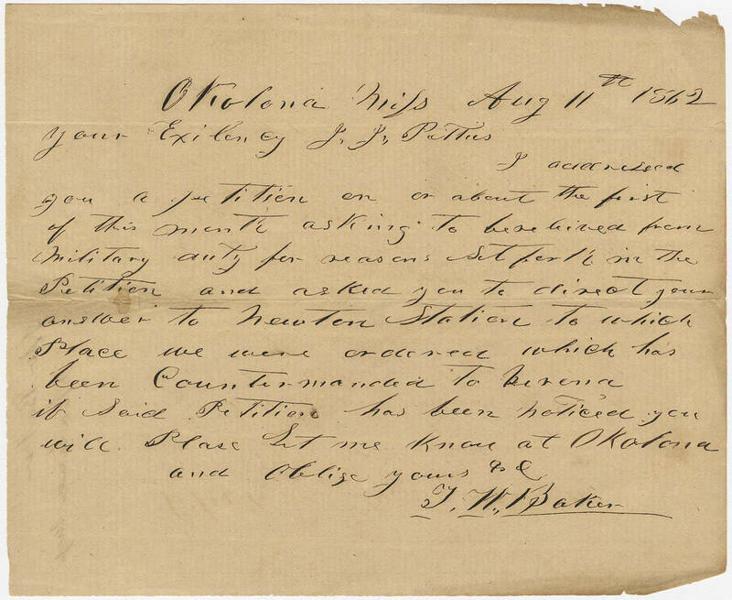 Okolona Miss Aug 11th 1862
your Exilency J. J. Pettus
I addressed
you a petition on or about the first
of this month asking to bereleived from
Military duty for reasons Set forth in the
Petition and asked you to direct your
answer to Newton Station to which
Place we were ordered which has
been Countermanded to Verona
if Said Petition has been noticed you
will Please Let me Know at Okolona
and oblige yours &c
T. W. Baker